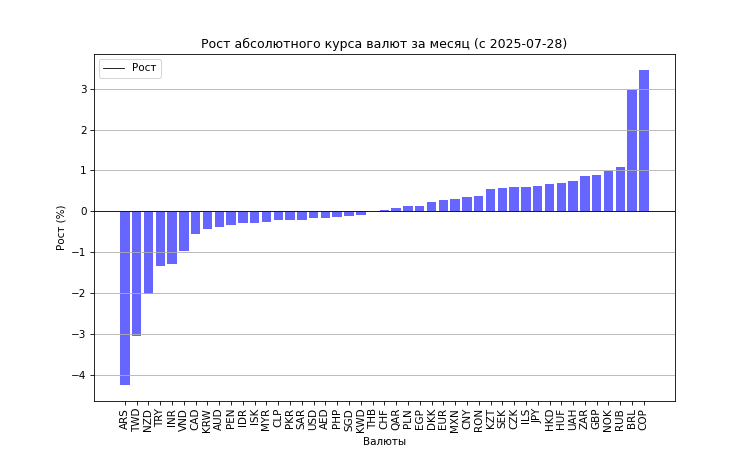 Рост абсолютного курса валют за месяц (с 2025-07-28)
Рост
3
2
1
0
−1
−2
−3
−4
Рост (%)
ARS TWD NZD TRY INR VND CAD KRW AUD PEN IDR ISK MYR CLP PKR SAR USD AED PHP SGD KWD THB CHF QAR PLN EGP DKK EUR MXN CNY RON KZT SEK CZK ILS JPY HKD HUF UAH ZAR GBP NOK RUB BRL COP
Валюты